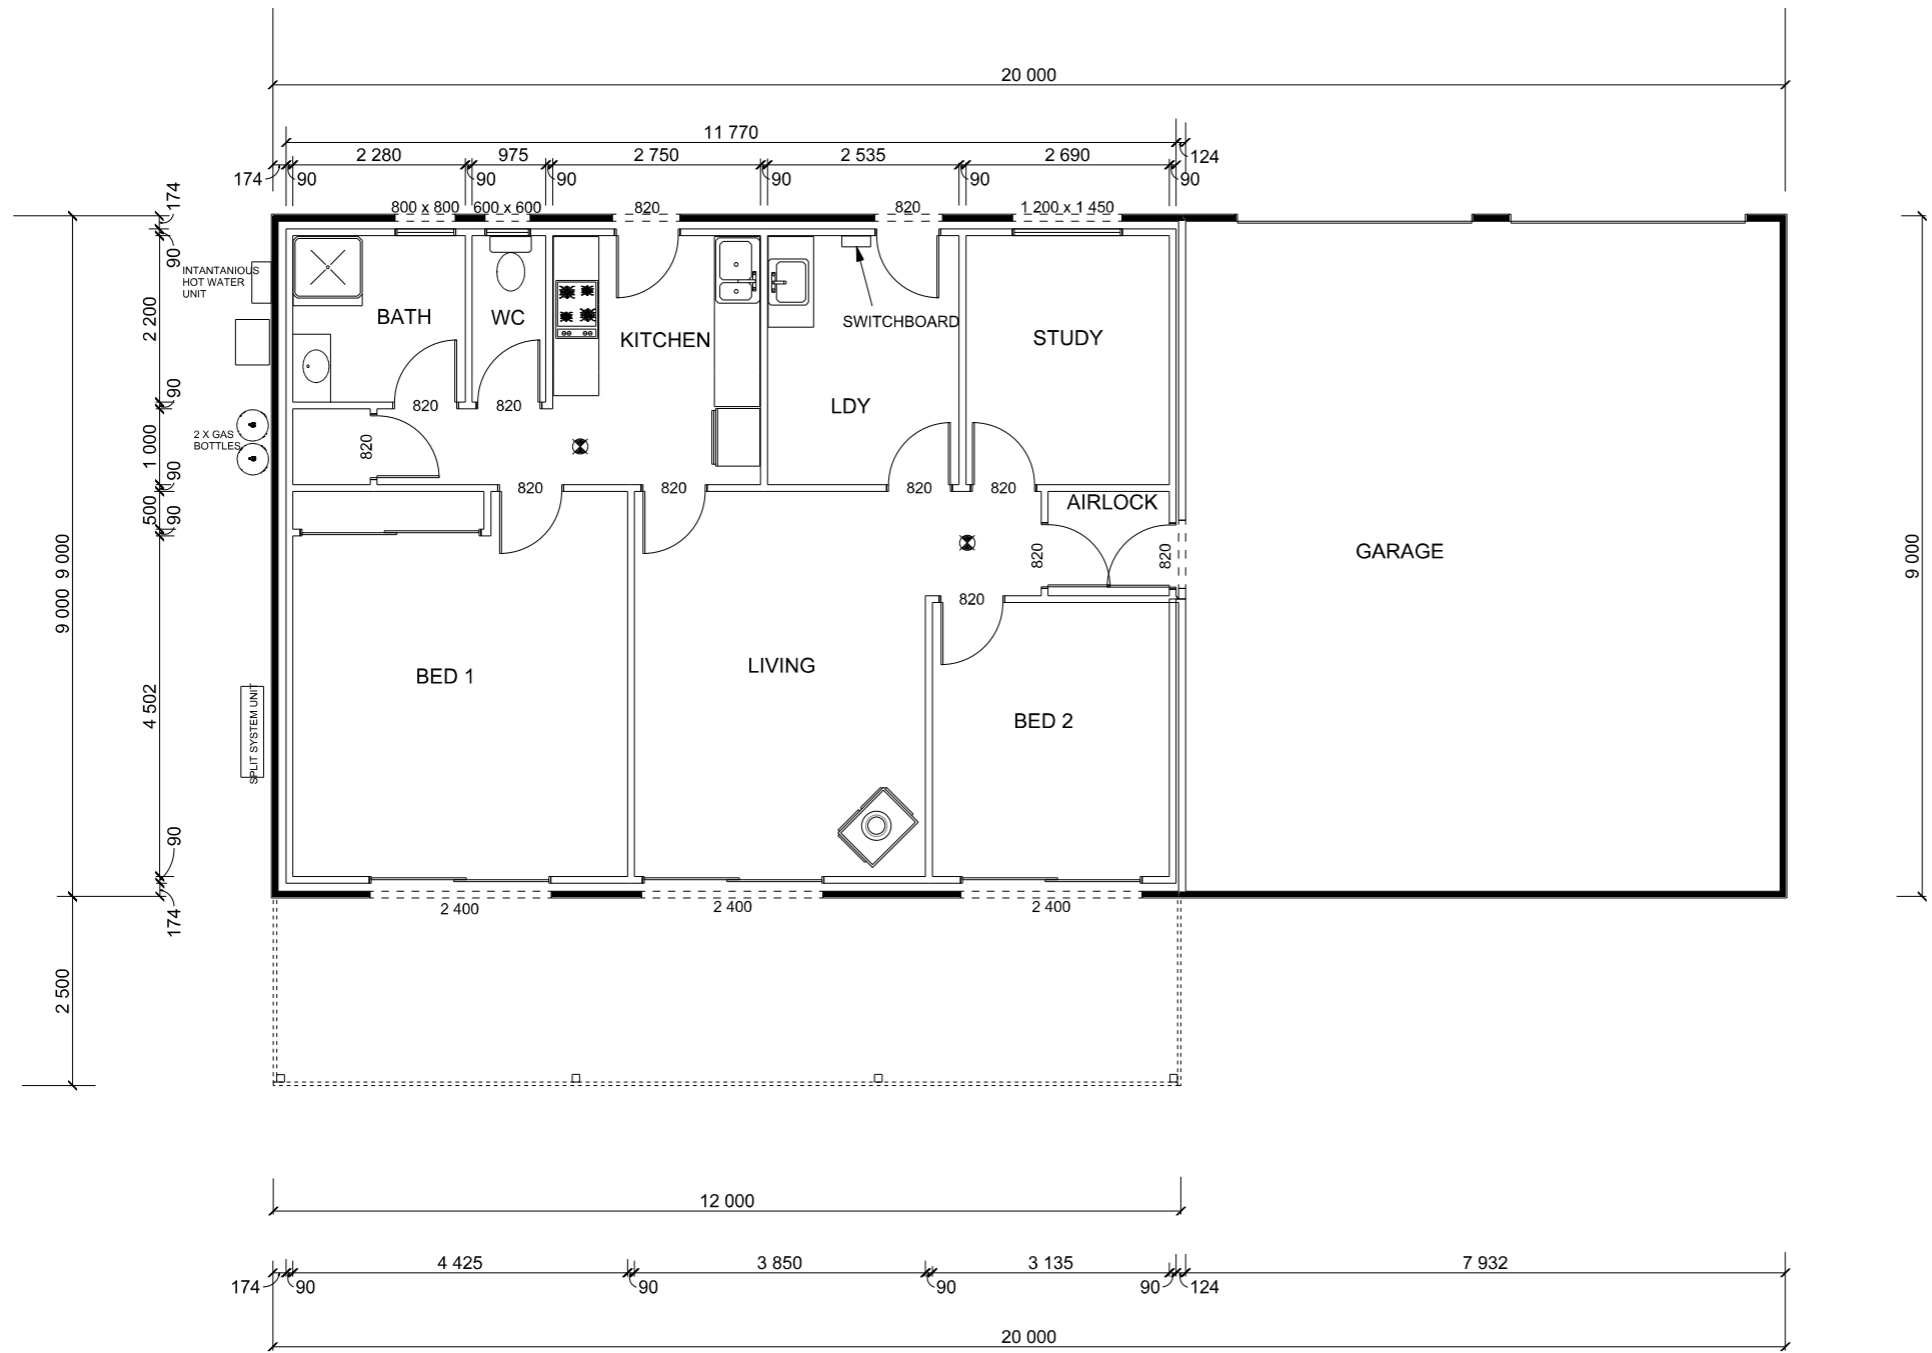 20 000
11 770
2 280
975
2 750
2 535
2 690
124
174
90
90
90
90
90
90
174
800 x 800
600 x 600
820
820
1 200 x 1 450
90
INTANTANIOUS
HOT WATER
UNIT
2 200
BATH
WC
KITCHEN
SWITCHBOARD
STUDY
90
820
820
LDY
2 X GAS
BOTTLES
1 000
820
90
820
820
820
820
500
90
AIRLOCK
820
820
GARAGE
9 000
9 000
9 000
820
BED 1
LIVING
BED 2
4 502
SPLIT SYSTEM UNIT
90
174
2 400
2 400
2 400
2 500
12 000
4 425
3 850
3 135
7 932
174
90
90
90
90
124
20 000